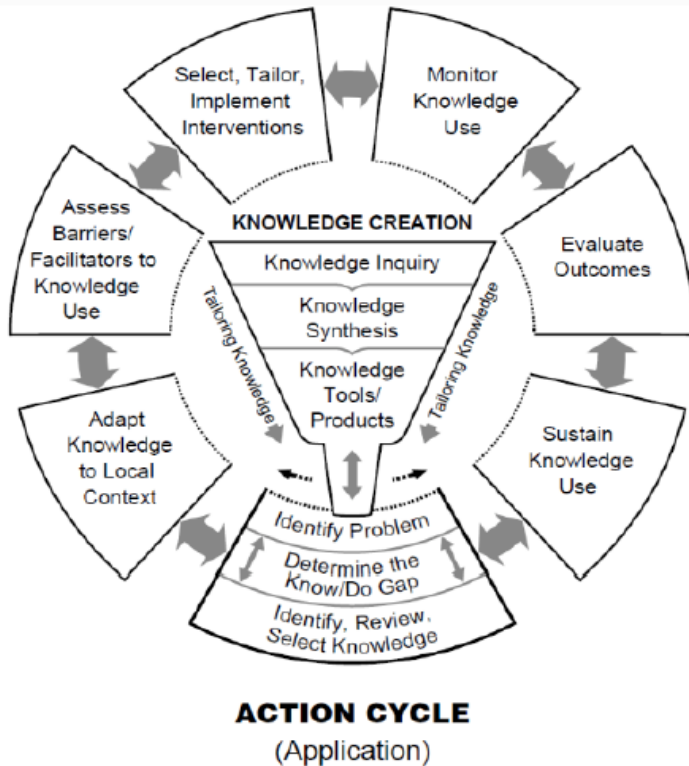 Select, Tailor,
Implement
Interventions
Monitor
Knowledge
Use
Assess
Barriers/
Facilitators to
Knowledge
Use
Evaluate
Outcomes
KNOWLEDGE CREATION
Knowledge Inquiry
Knowledge
Synthesis
Knowledge
Tools/
Products
Tailoring Knowledge
Tailoring Knowledge
Adapt
Knowledge
to Local
Context
Sustain
Knowledge
Use
Identify Problem
Determine the
Know/Do Gap
Identify, Review,
Select Knowledge
ACTION CYCLE
(Application)